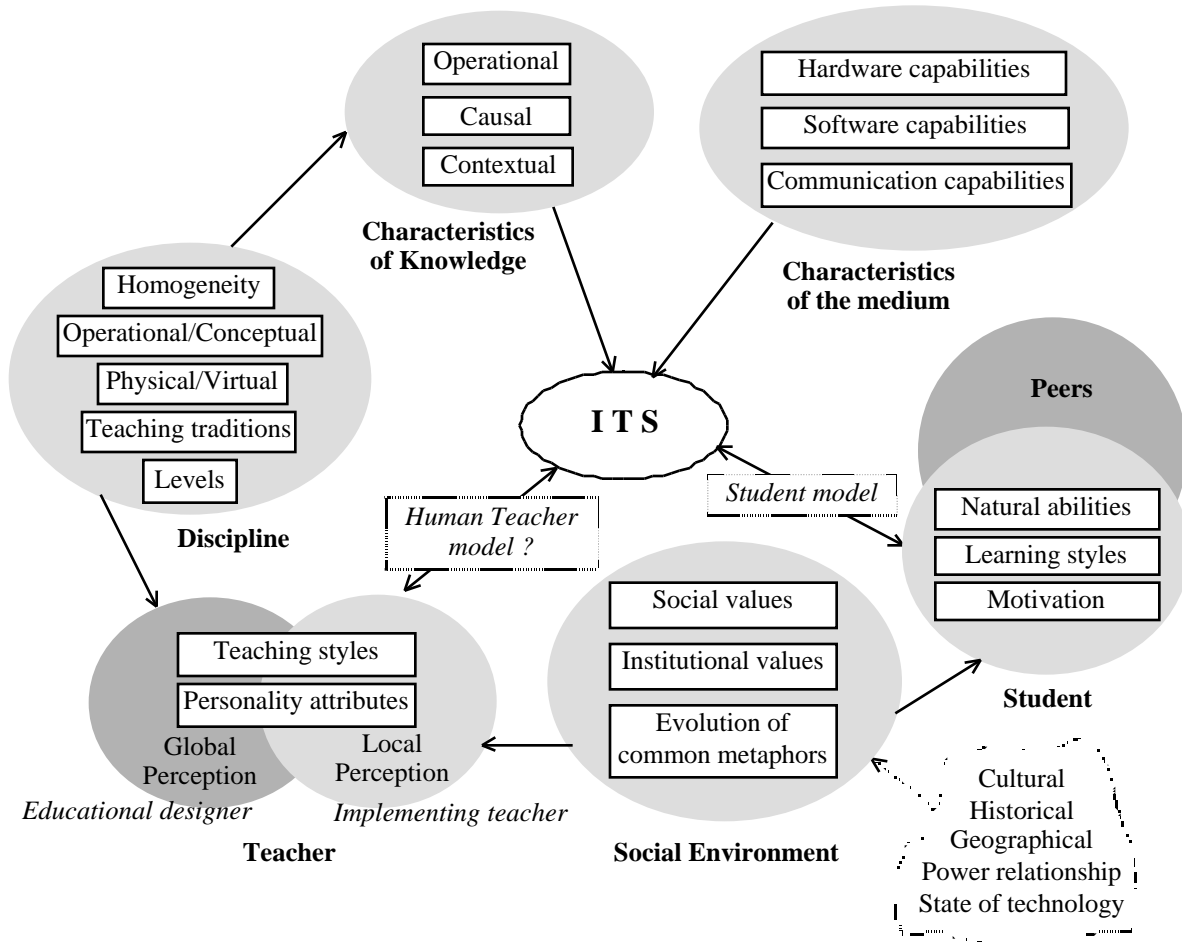 Operational
Causal
Contextual
Characteristics
of Knowledge
Hardware capabilities
Software capabilities
Communication capabilities
Characteristics
of the medium
Homogeneity
Operational/Conceptual
Physical/Virtual
Teaching traditions
Levels
Discipline
I T S
Peers
Natural abilities
Learning styles
Motivation
Student
Student model
Human Teacher
model ?
Teaching styles
Personality attributes
Global
Perception
Local
Perception
Educational designer
Implementing teacher
Teacher
Social values
Institutional values
Evolution of
common metaphors
Social Environment
Cultural
Historical
Geographical
Power relationship
State of technology